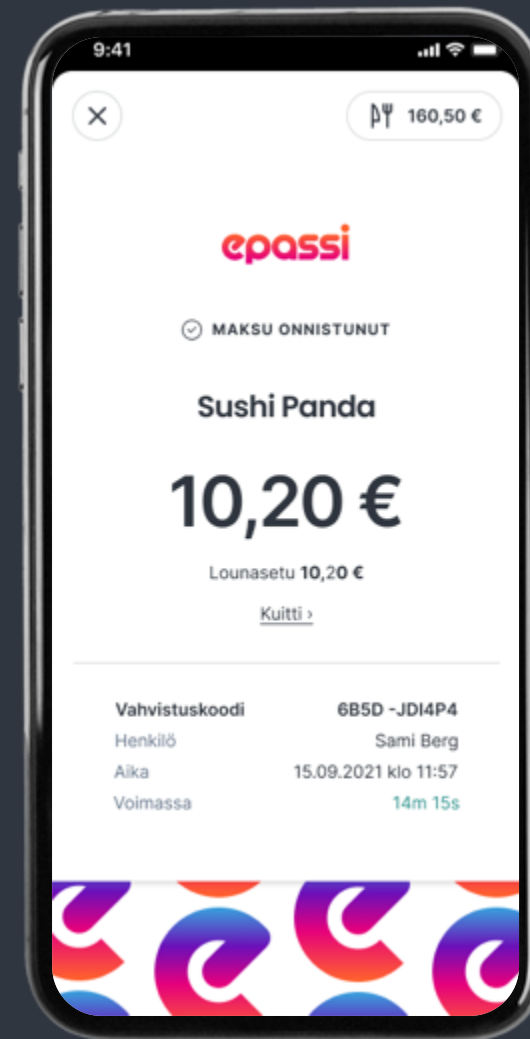 9:41
160,50 €
epassi
MAKSU ONNISTUNUT
Sushi Panda
10,20 €
Lounasetu 10,20 €
Kuitti ›
Vahvistuskoodi 6B5D -JDI4P4
Henkilö Sami Berg
Aika 15.09.2021 klo 11:57
Voimassa 14m 15s